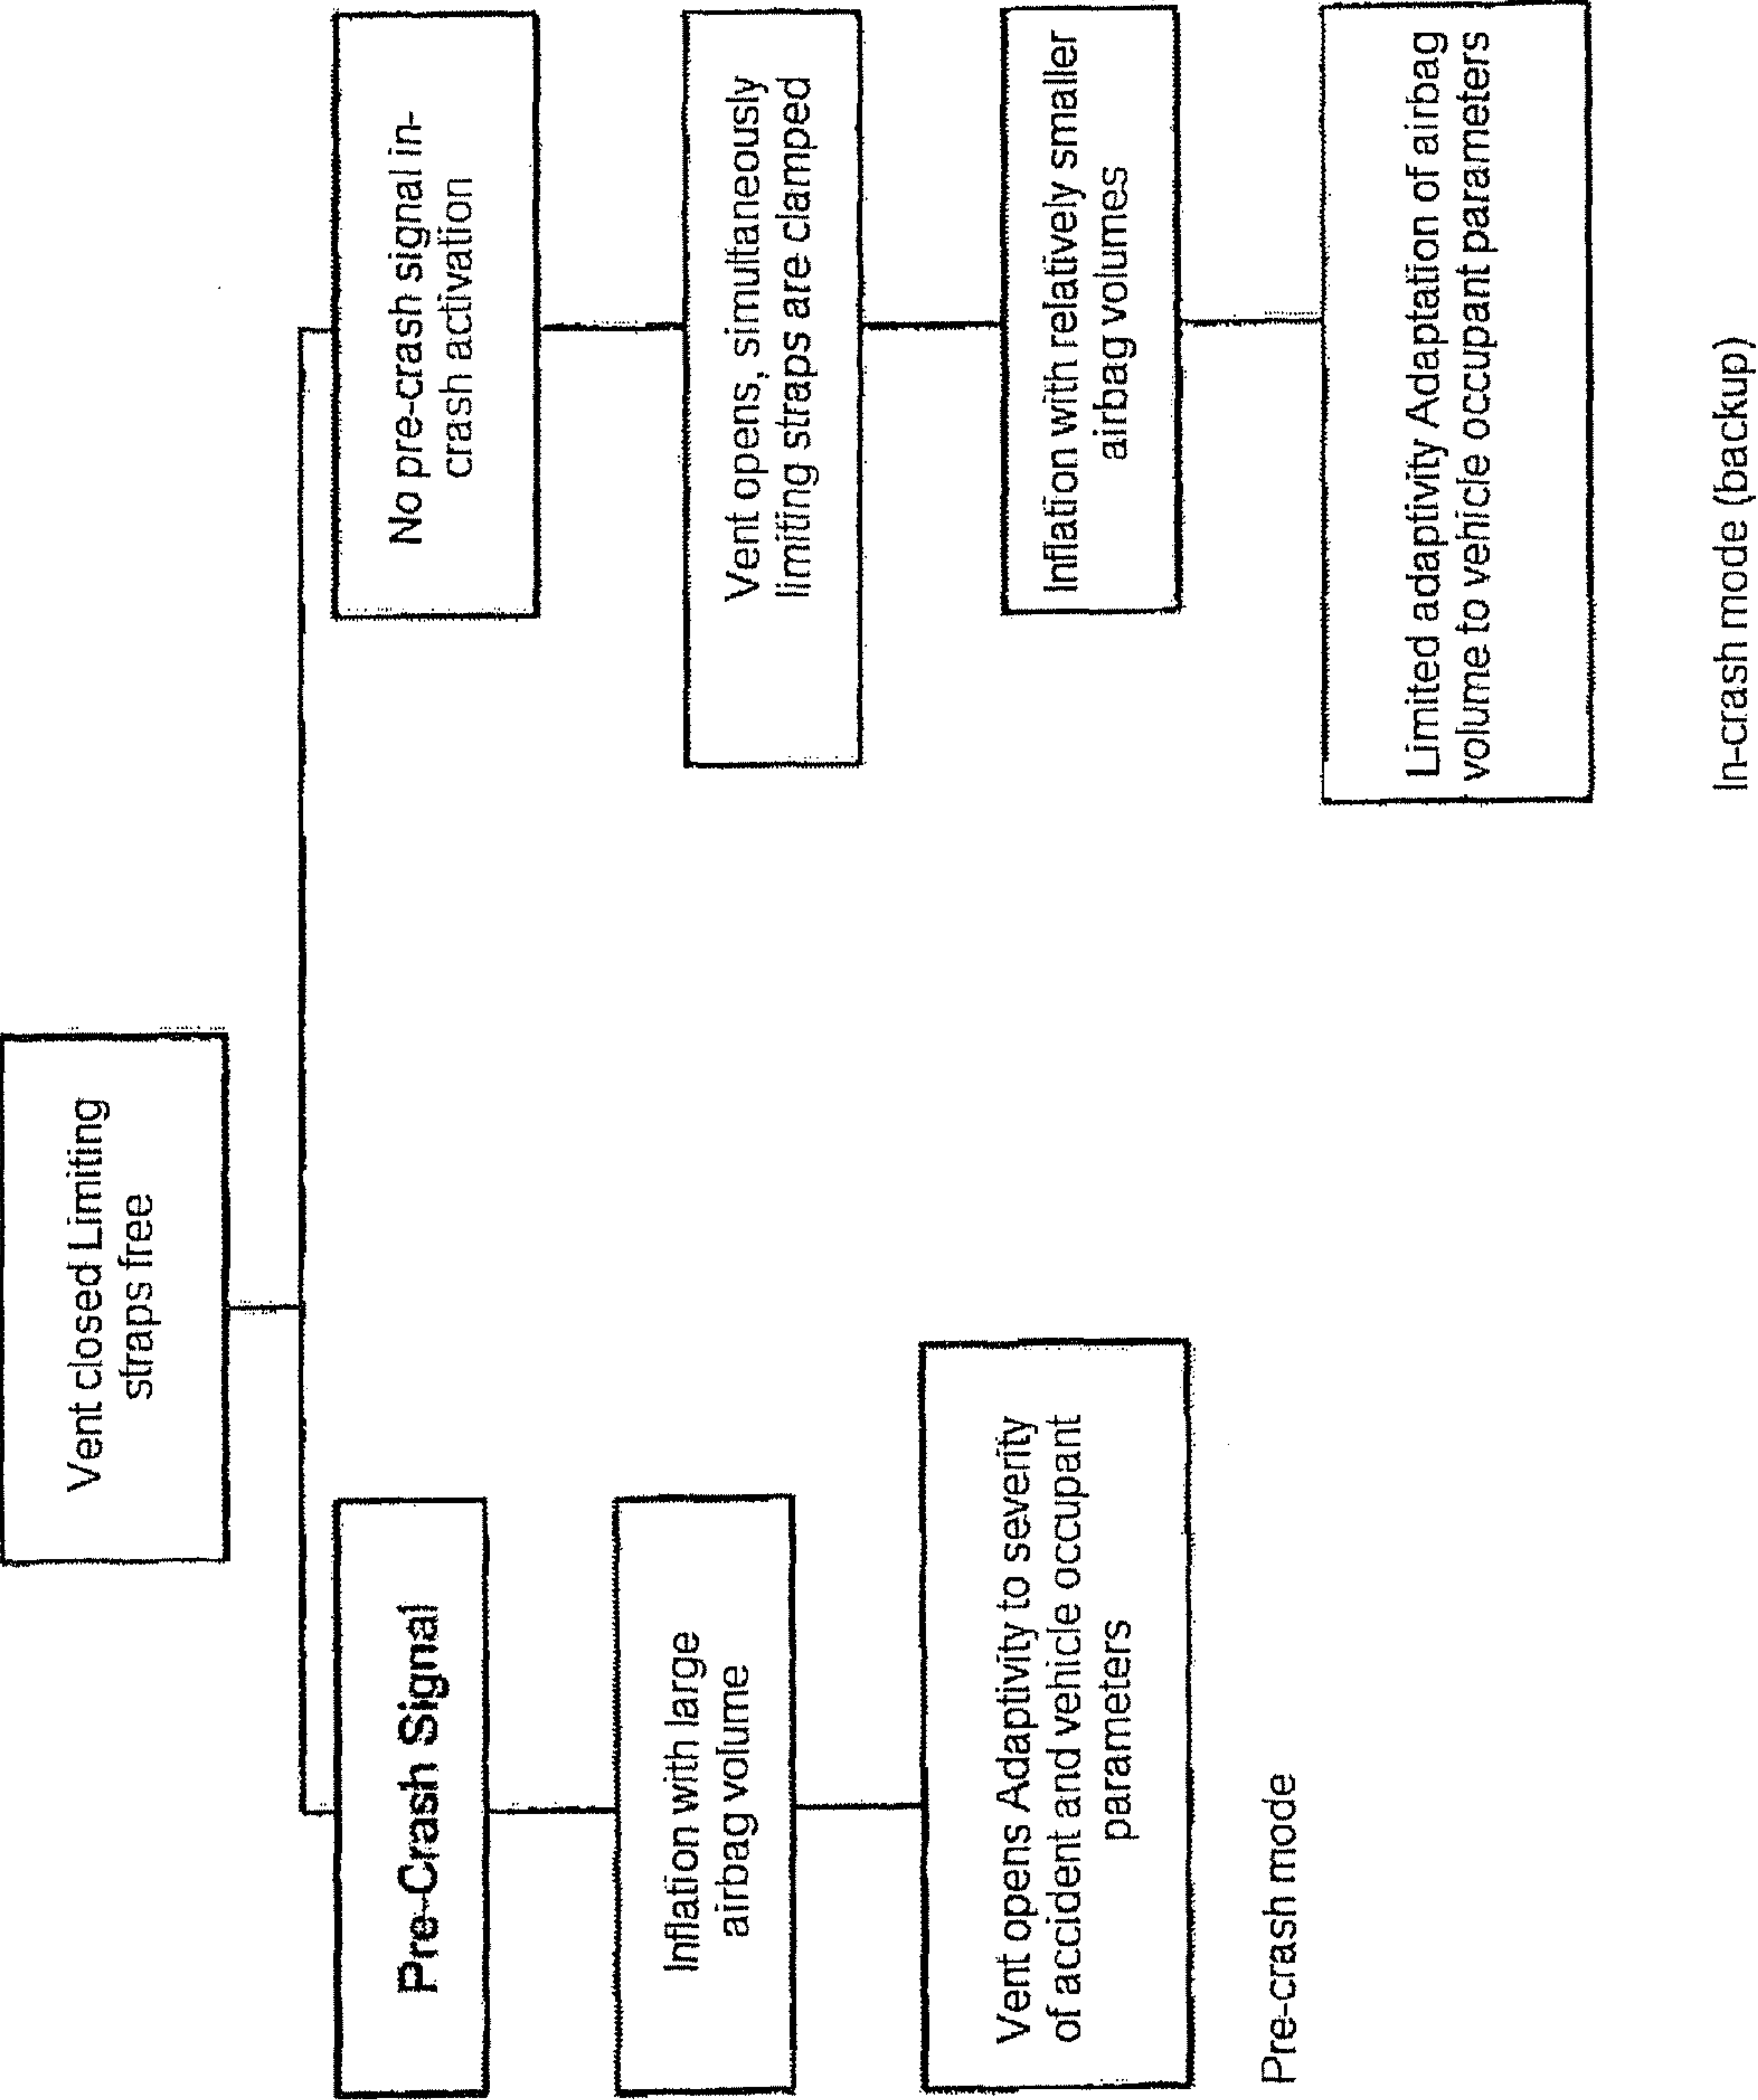 Vent closed Limiting
straps free
Pre-Crash Signal
Inflation with large
airbag volume
Vent opens Adaptivity to severity
of accident and vehicle occupant
parameters
Pre-crash mode
No pre-crash signal in-
crash activation
Vent opens, simultaneously
limiting straps are clamped
Inflation with relatively smaller
airbag volumes
Limited adaptivity Adaptation of airbag
volume to vehicle occupant parameters
In-crash mode (backup)